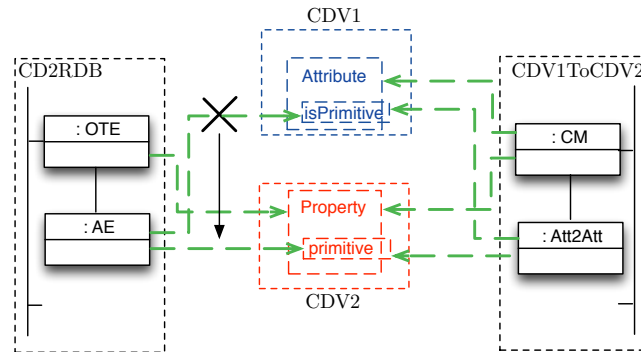 CDV1
CD2RDB
CDV1ToCDV2
Attribute
isPrimitive
: OTE
: CM
Property
: AE
primitive
: Att2Att
CDV2